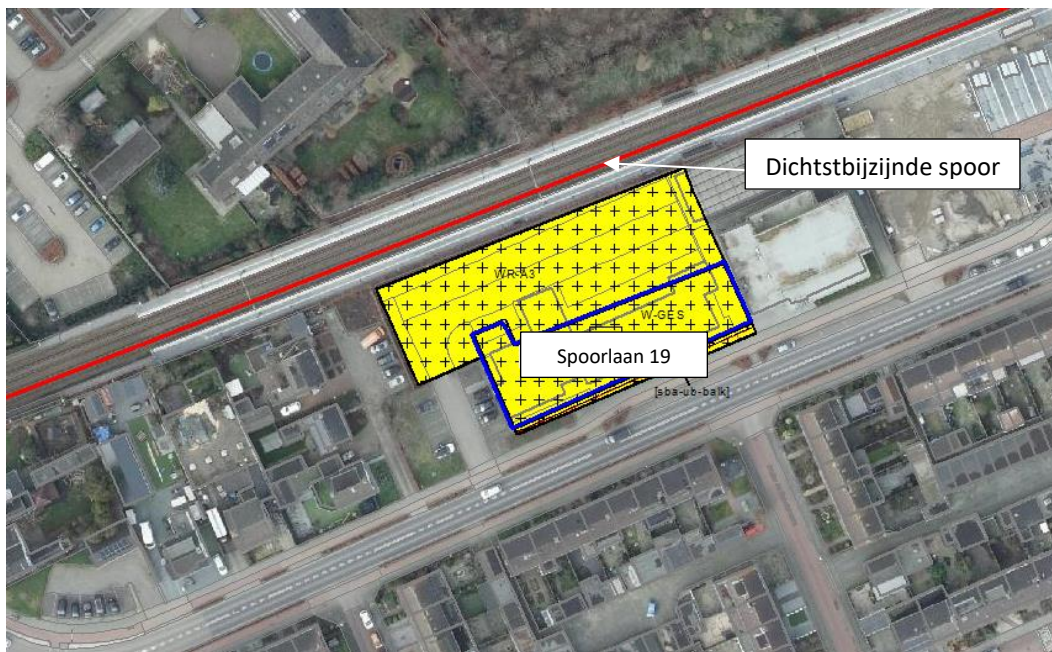 Dichtstbijzijnde spoor
WR-A3
W-GES
Spoorlaan 19
[sba-ub-balk]